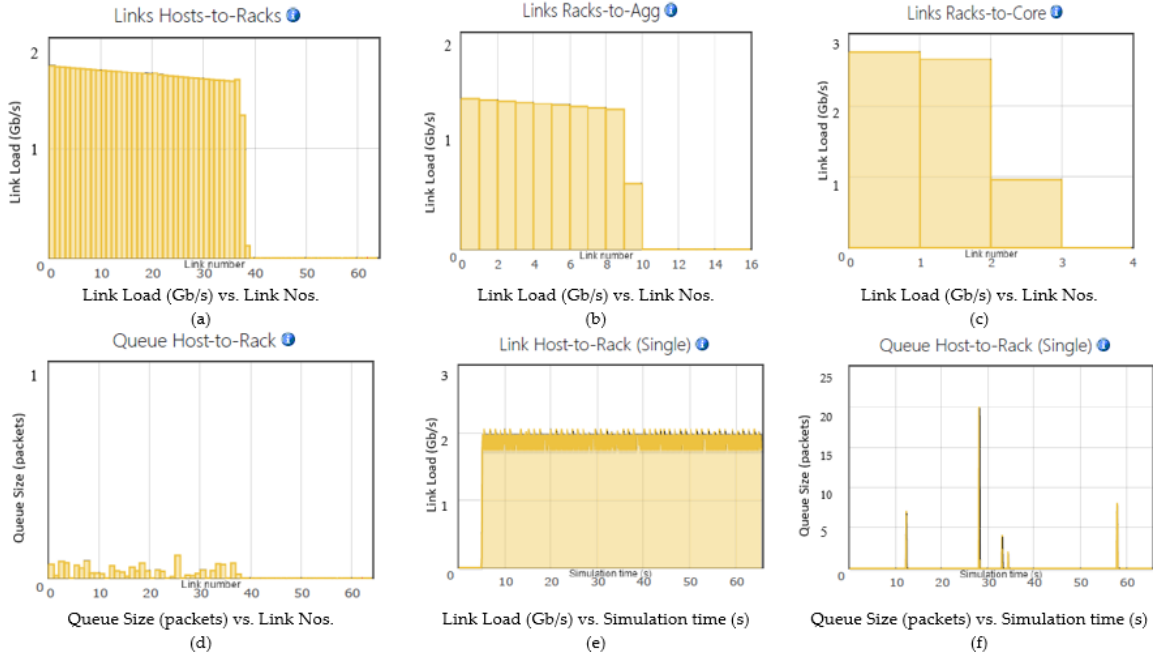 Links Hosts-to-Racks
2
1
0
Link Load (Gb/s)
0 10 20 30 40 50 60
Link number
Link Load (Gb/s) vs. Link Nos.
(a)
Links Racks-to-Agg
2
1
0
Link Load (Gb/s)
0 2 4 6 8 10 12 14 16
Link number
Link Load (Gb/s) vs. Link Nos.
(b)
Links Racks-to-Core
3
2
1
0
Link Load (Gb/s)
0 1 2 3 4
Link number
Link Load (Gb/s) vs. Link Nos.
(c)
Queue Host-to-Rack
1
0
Queue Size (packets)
0 10 20 30 40 50 60
Link number
Queue Size (packets) vs. Link Nos.
(d)
Link Host-to-Rack (Single)
3
2
1
0
Link Load (Gb/s)
10 20 30 40 50 60
Simulation time (s)
Link Load (Gb/s) vs. Simulation time (s)
(e)
Queue Host-to-Rack (Single)
25
20
15
10
5
0
Queue Size (packets)
10 20 30 40 50 60
Simulation time (s)
Queue Size (packets) vs. Simulation time (s)
(f)